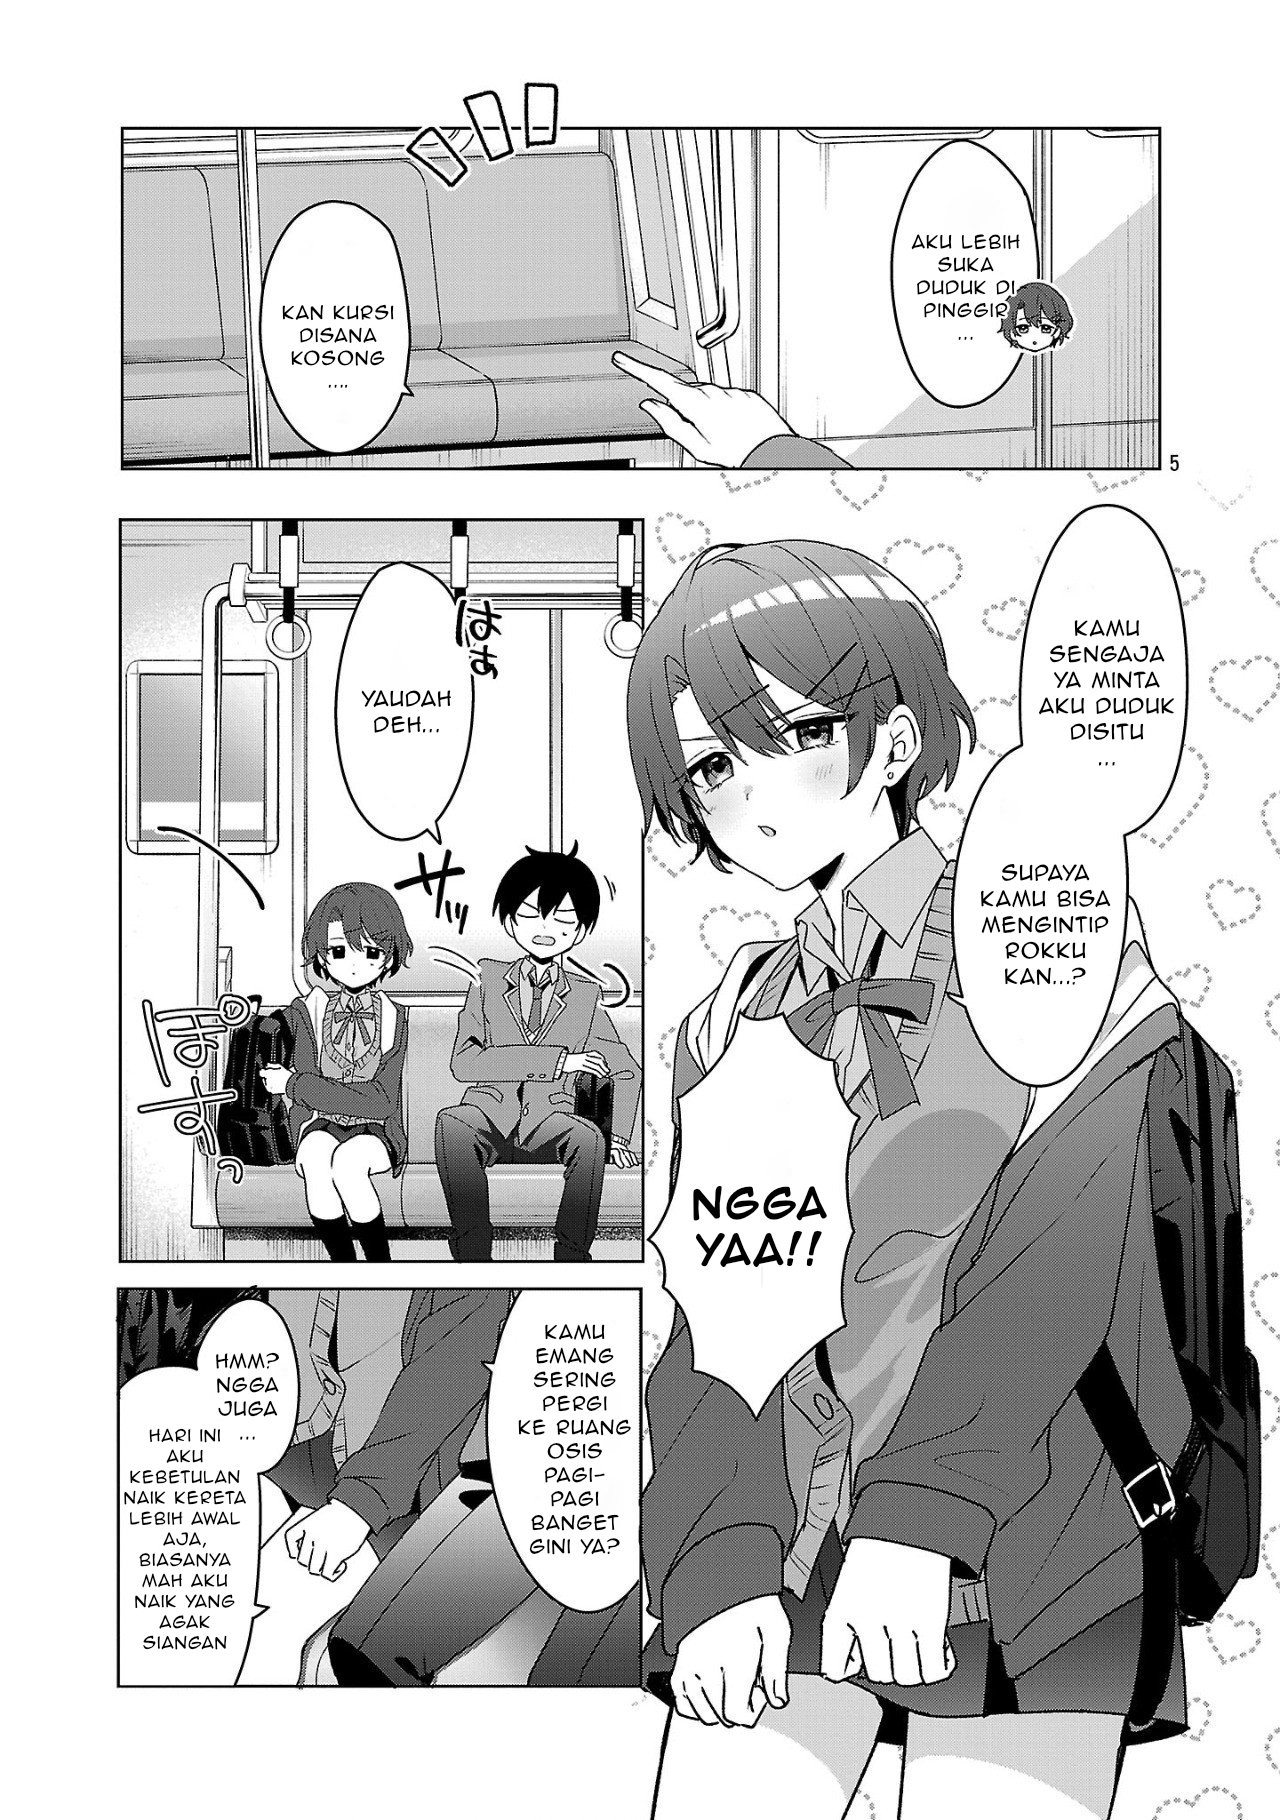 AKU LEBIH
SUKA
DUDUK DI
PINGGIR
...
KAN KURSI
DISANA
KOSONG
....
5
KAMU
SENGAJA
YA MINTA
AKU DUDUK
DISITU
...
SUPAYA
KAMU BISA
MENGINTIP
ROKKU
KAN...?
NGGA
YAA!!
はぁ
YAUDAH
DEH...
サッ
ぽすっ
KAMU
EMANG
SERING
PERGI
KE RUANG
OSIS
PAGI-
PAGI
BANGET
GINI YA?
HMM?
NGGA
JUGA
...
HARI INI
AKU
KEBETULAN
NAIK KERETA
LEBIH AWAL
AJA,
BIASANYA
MAH AKU
NAIK YANG
AGAK
SIANGAN